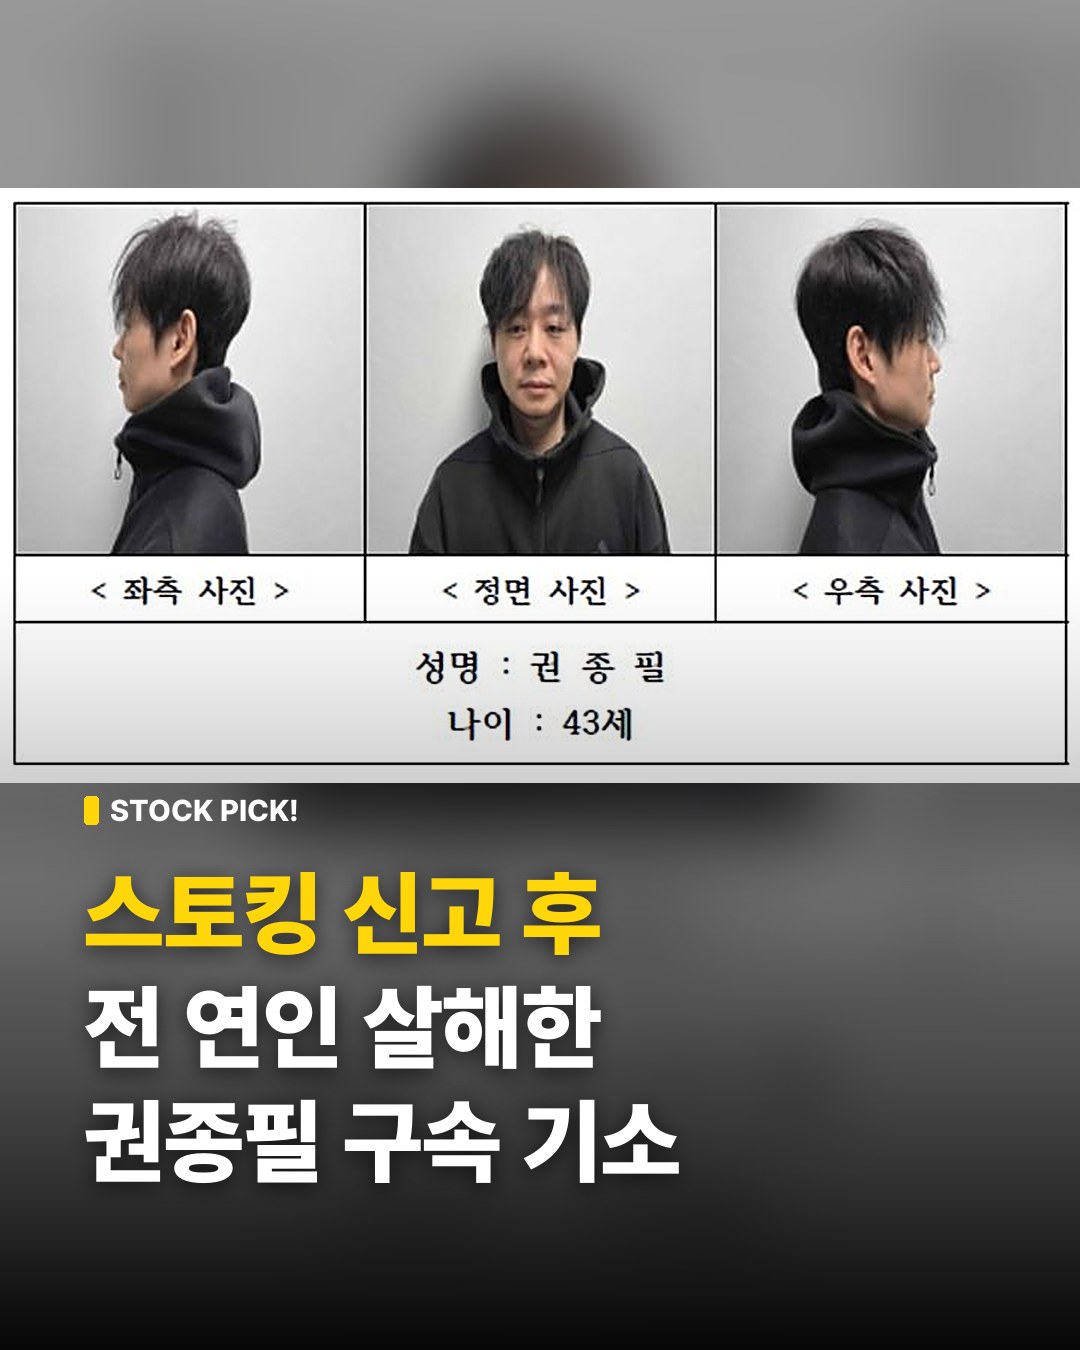 < 좌측 사진 >
< 정면 사진 >
< 우측 사진 >
성명 : 권 종 필
나이 : 43세
STOCK PICK!
스토킹 신고 후
전 연인 살해한
권종필 구속 기소